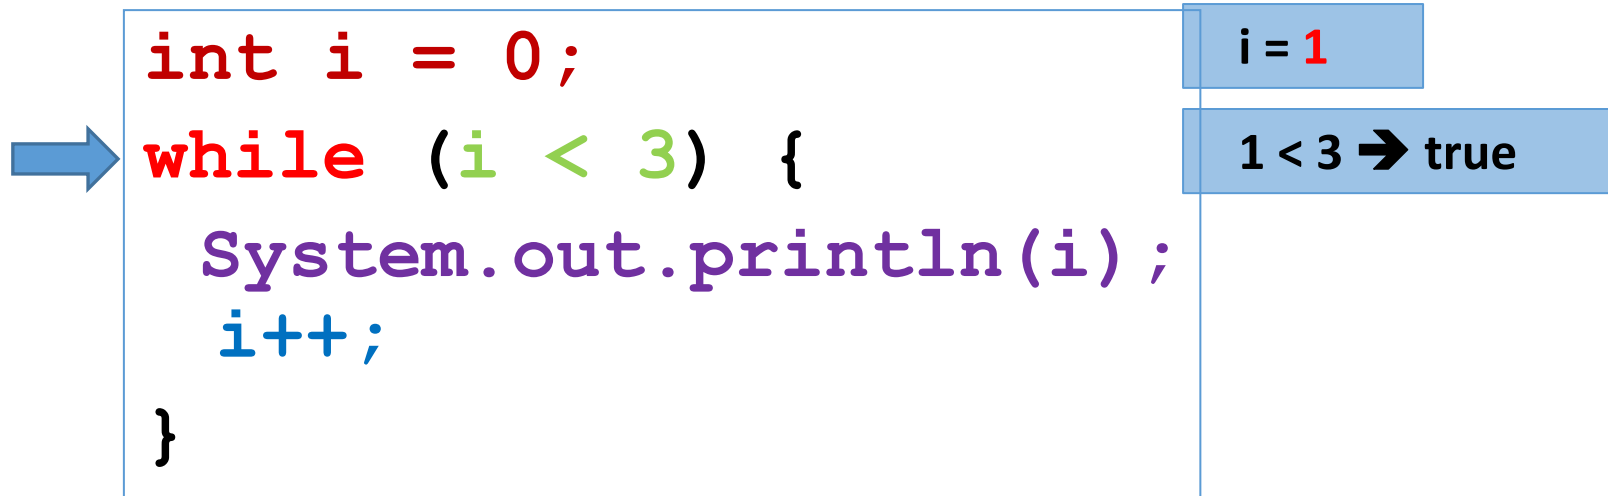 int i = 0;
i = 1
while (i < 3) {
1 < 3 ➔ true
System.out.println(i);
i++;
}